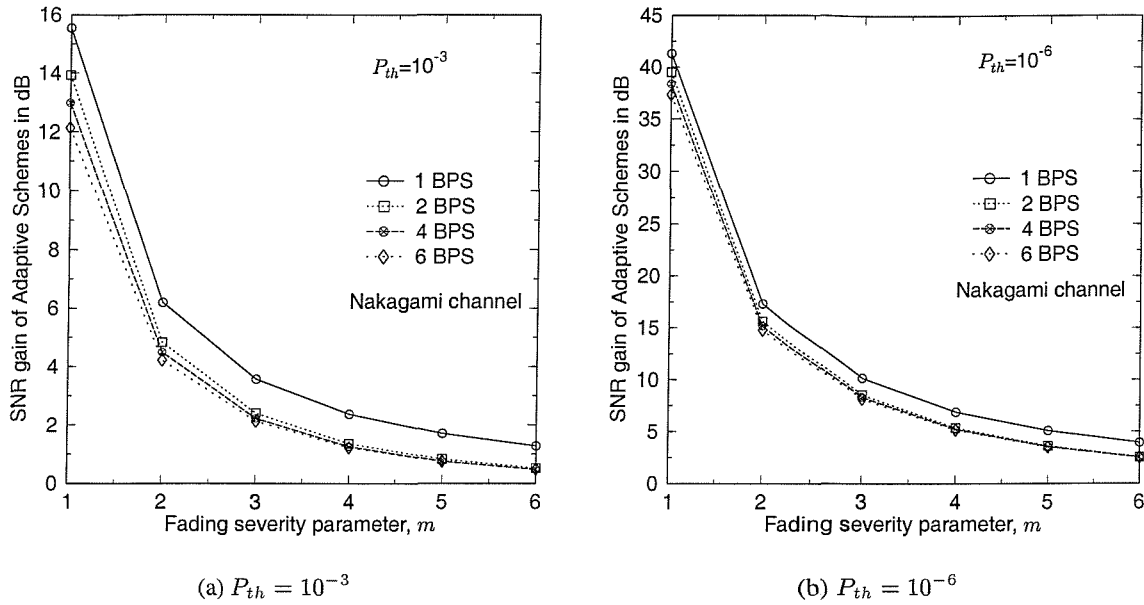 16
14
12
10
8
6
4
2
0
SNR gain of Adaptive Schemes in dB
P_th=10^-3
1 BPS
2 BPS
4 BPS
6 BPS
Nakagami channel
1 2 3 4 5 6
Fading severity parameter, m
(a) P_th = 10^−3
45
40
35
30
25
20
15
10
5
0
SNR gain of Adaptive Schemes in dB
P_th=10^-6
1 BPS
2 BPS
4 BPS
6 BPS
Nakagami channel
1 2 3 4 5 6
Fading severity parameter, m
(b) P_th = 10^−6